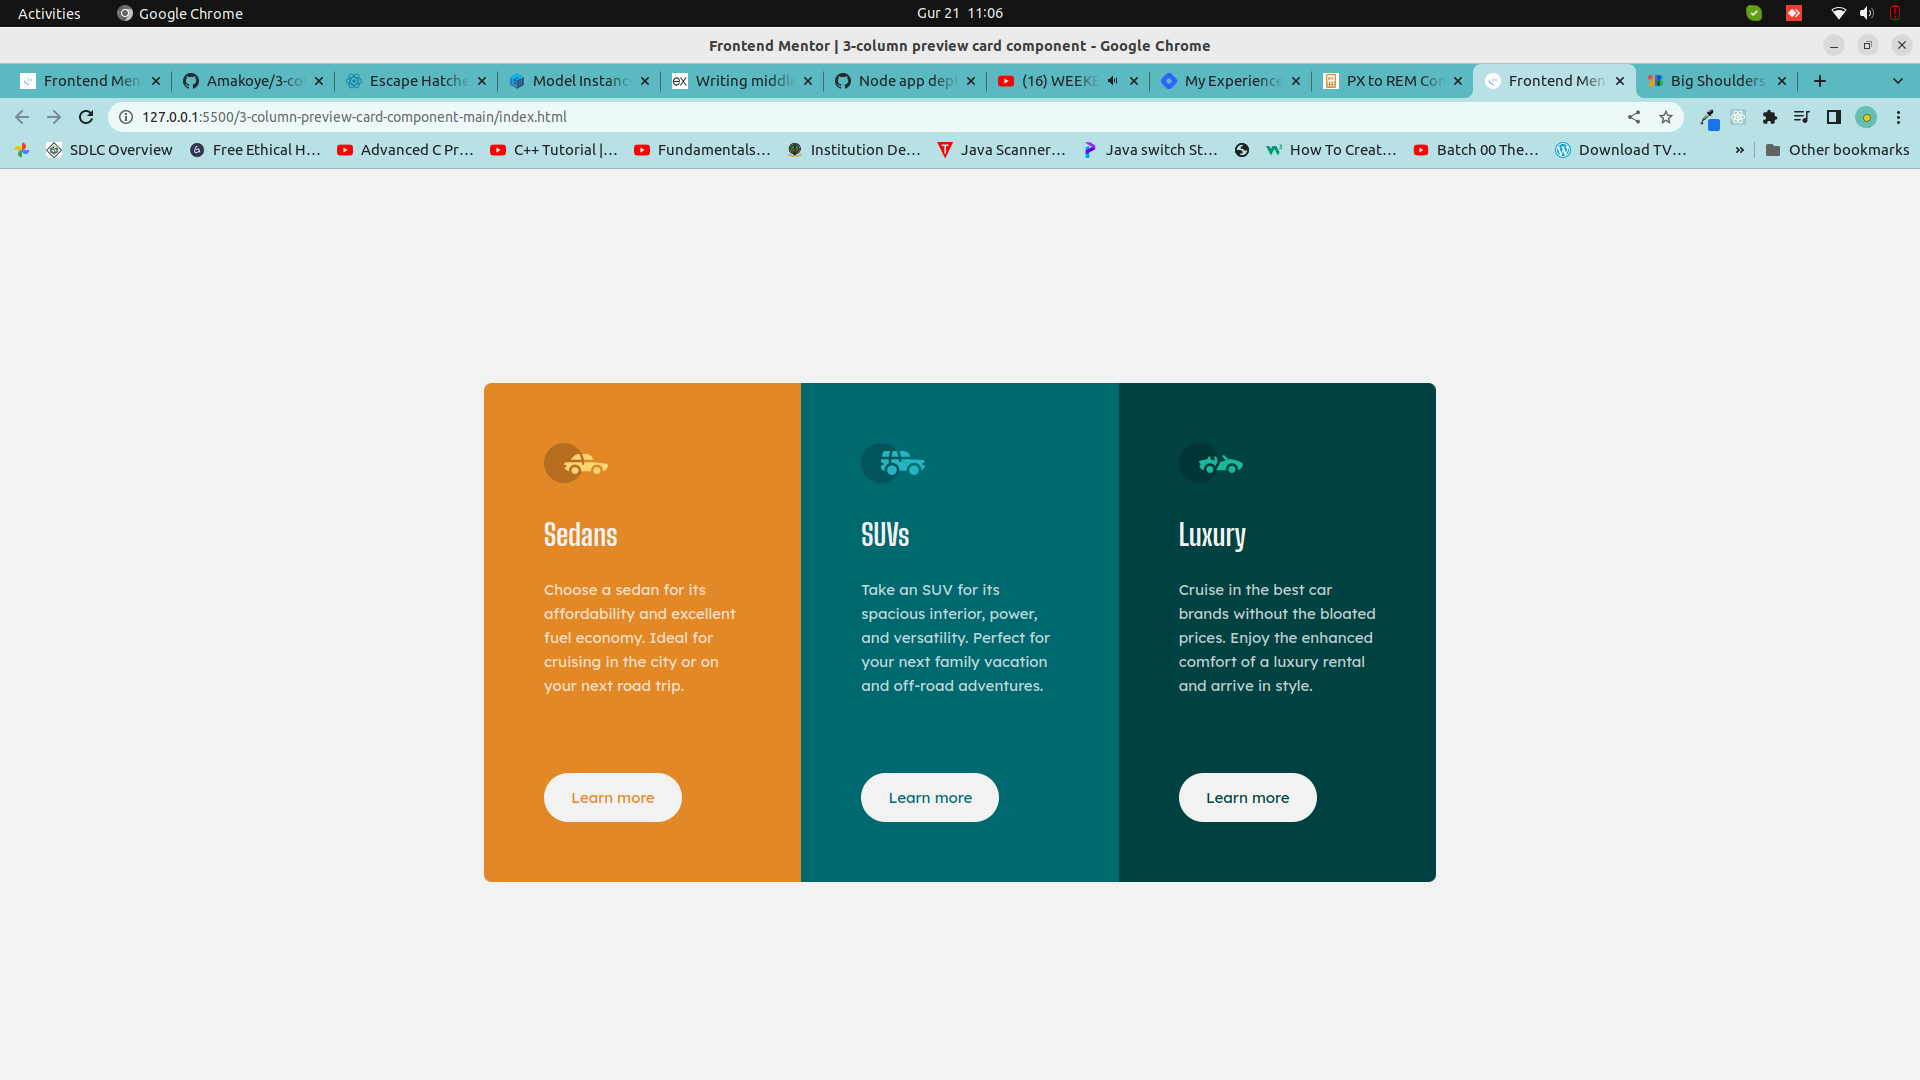 Activities Google Chrome Gur 21 11:06
Frontend Mentor | 3-column preview card component - Google Chrome
Frontend Men Amakoye/3-co Escape Hatche Model Instanc Writing middl Node app dep (16) WEEKE My Experience PX to REM Con Frontend Men Big Shoulders
127.0.0.1:5500/3-column-preview-card-component-main/index.html
SDLC Overview Free Ethical H… Advanced C Pr… C++ Tutorial |… Fundamentals… Institution De… Java Scanner… Java switch St… How To Creat… Batch 00 The… Download TV… » Other bookmarks
Sedans
Choose a sedan for its
affordability and excellent
fuel economy. Ideal for
cruising in the city or on
your next road trip.
Learn more
SUVs
Take an SUV for its
spacious interior, power,
and versatility. Perfect for
your next family vacation
and off-road adventures.
Learn more
Luxury
Cruise in the best car
brands without the bloated
prices. Enjoy the enhanced
comfort of a luxury rental
and arrive in style.
Learn more